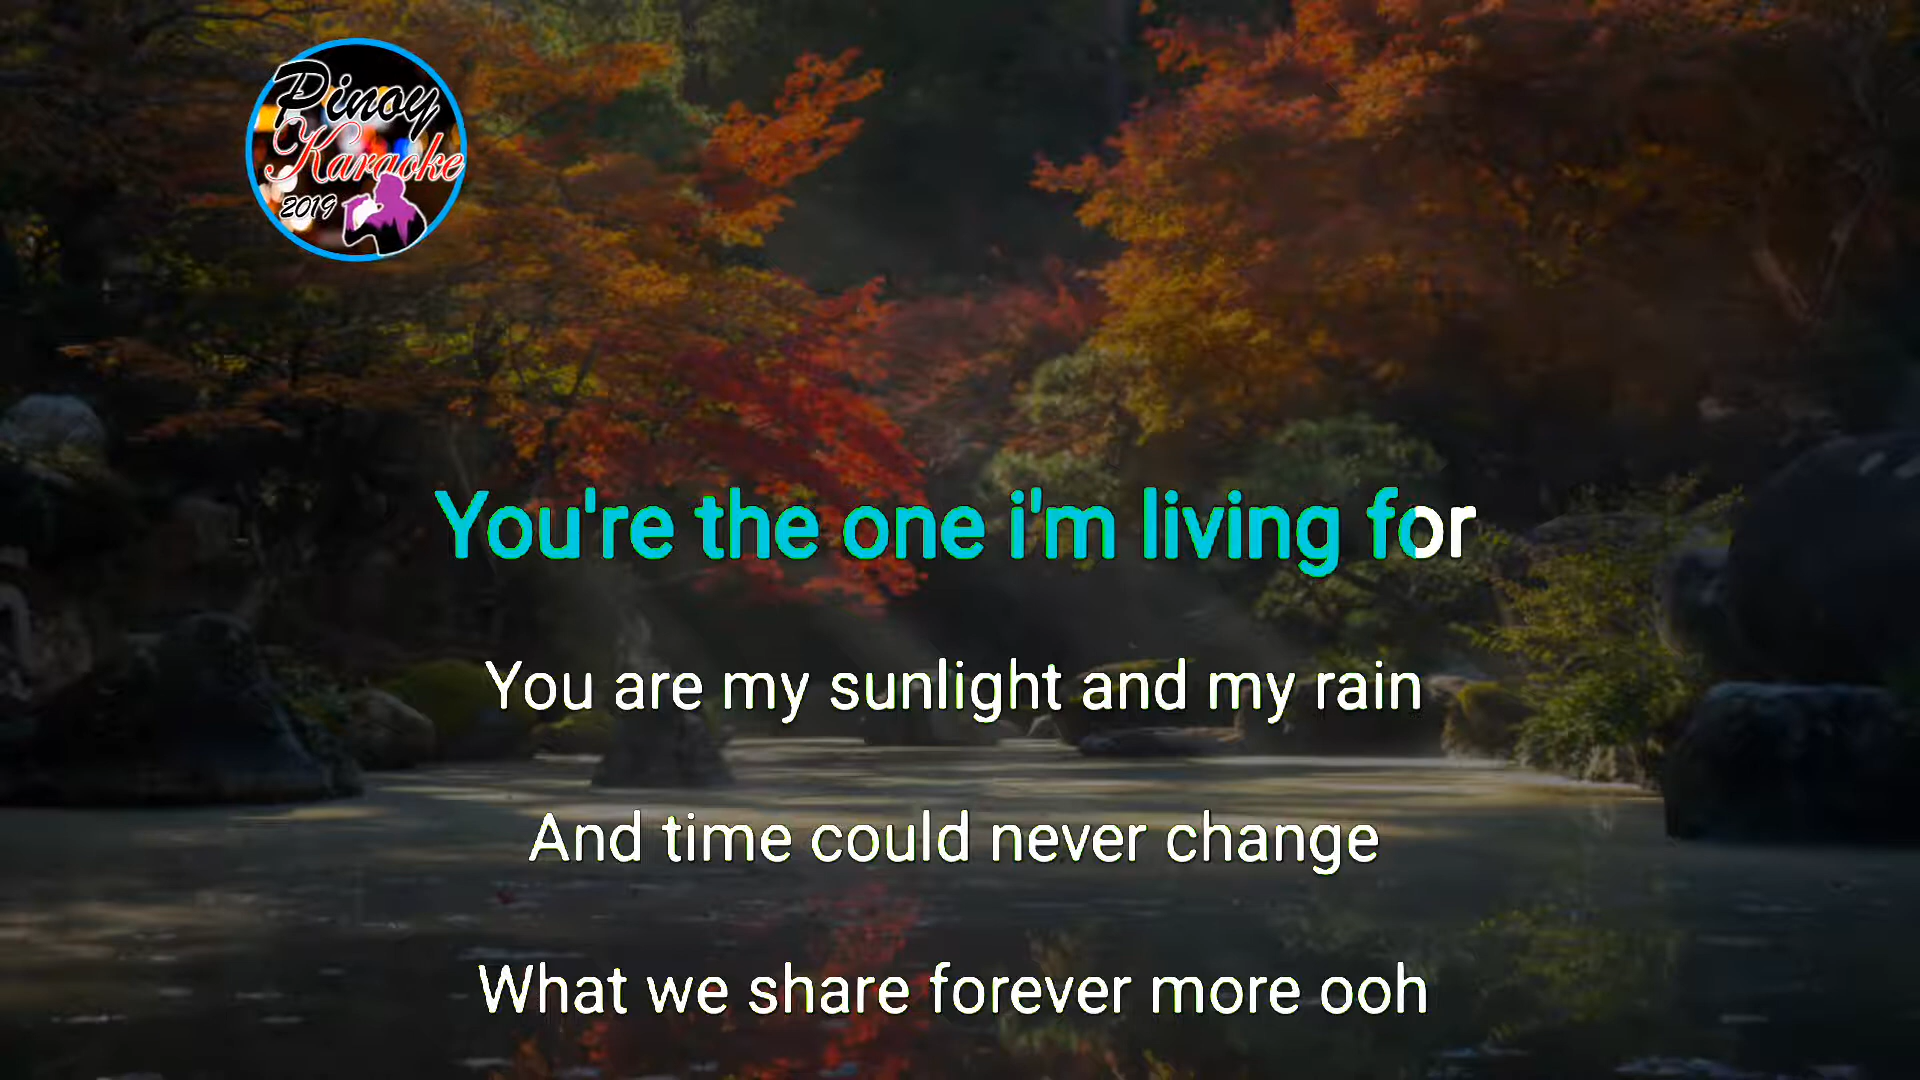 Pinoy
Karaoke
2019
You're the one i'm living for
You are my sunlight and my rain
And time could never change
What we share forever more ooh